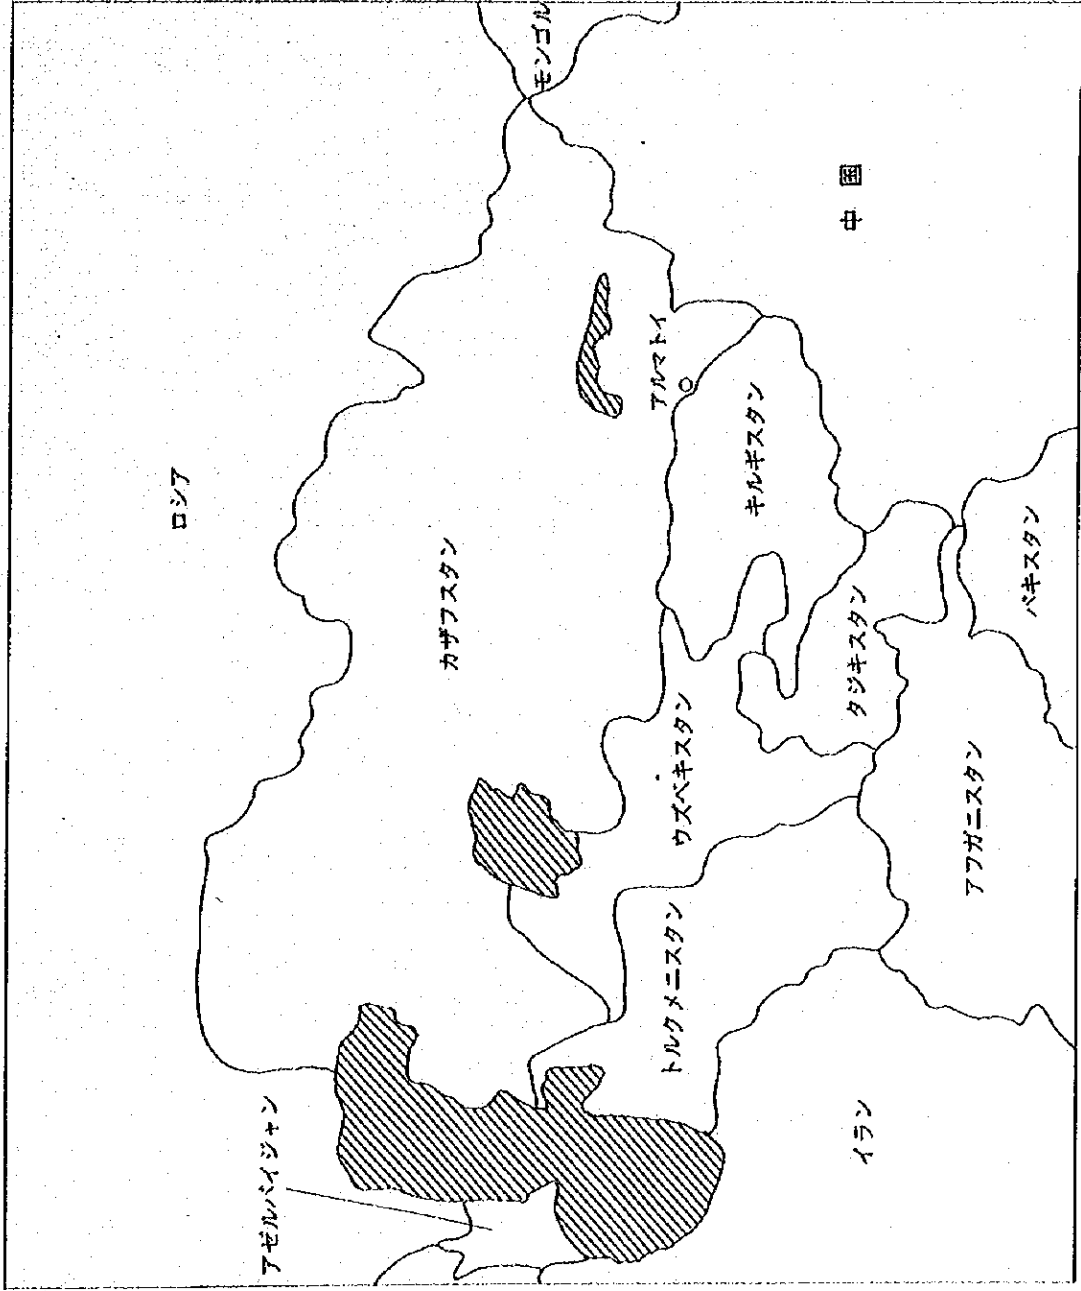 ロシア
アゼルバイジャン
カザフスタン
モンゴル
アルマトイ
トルクメニスタン
ウズベキスタン
キルギスタン
中国
タジキスタン
イラン
アフガニスタン
パキスタン